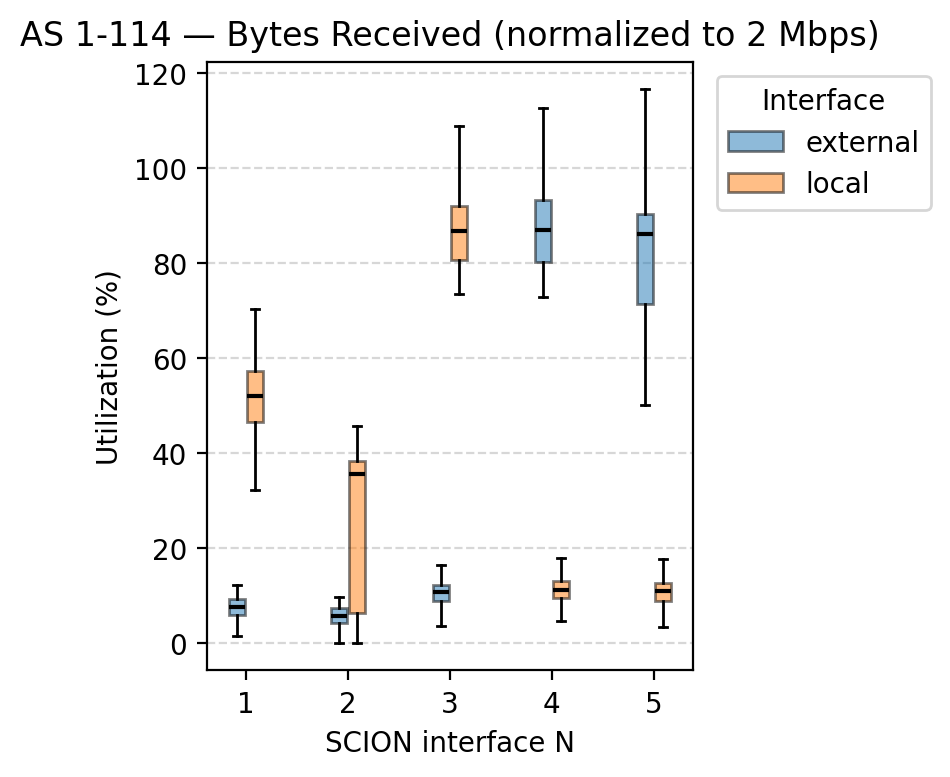 AS 1-114 — Bytes Received (normalized to 2 Mbps)
120
100
80
60
40
20
0
Utilization (%)
1 2 3 4 5
SCION interface N
Interface
external
local